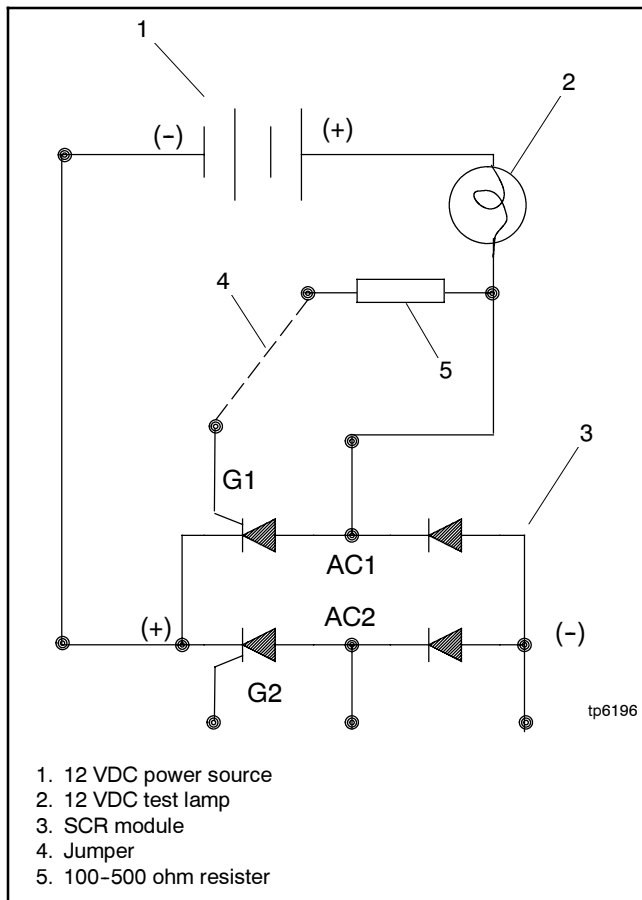 1
2
(-)
(+)
4
5
3
G1
AC1
(+)
AC2
(-)
G2
tp6196
1. 12 VDC power source
2. 12 VDC test lamp
3. SCR module
4. Jumper
5. 100-500 ohm resister